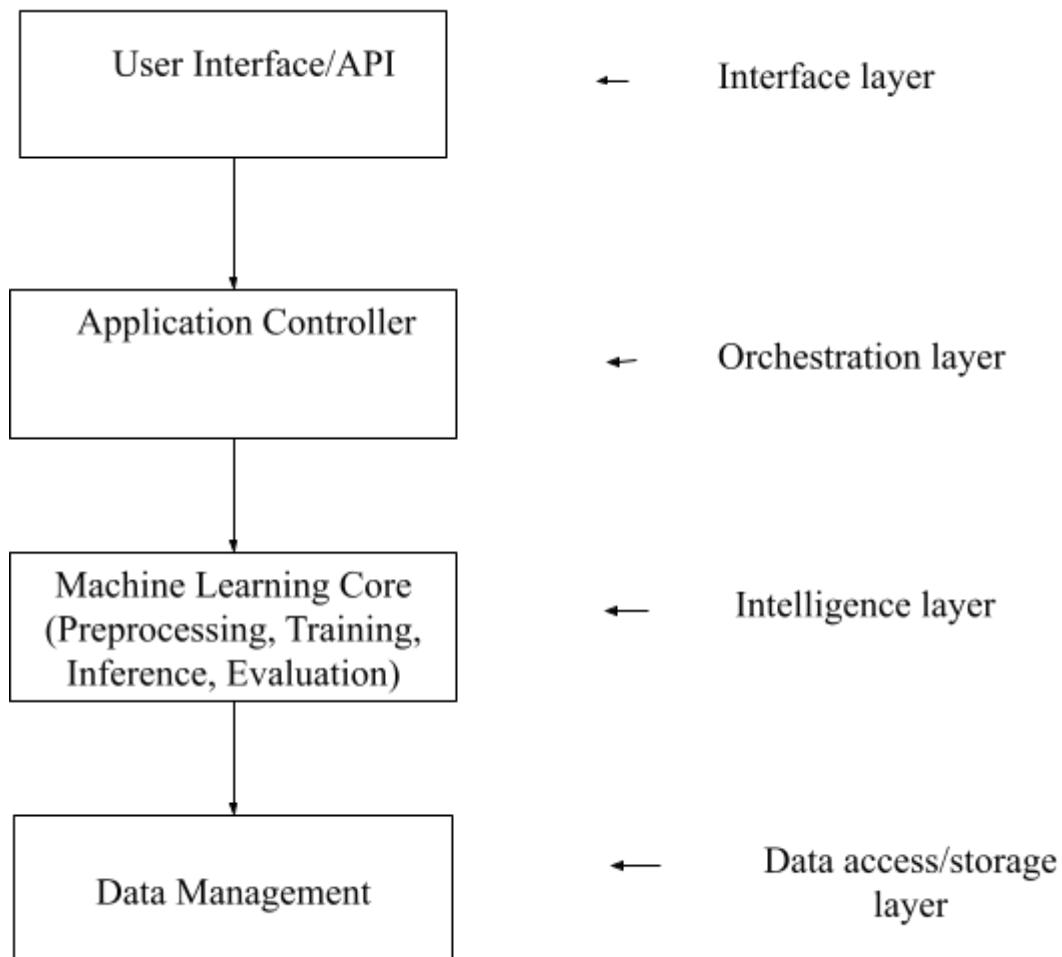 User Interface/API
Interface layer
Application Controller
Orchestration layer
Machine Learning Core
(Preprocessing, Training,
Inference, Evaluation)
Intelligence layer
Data Management
Data access/storage
layer